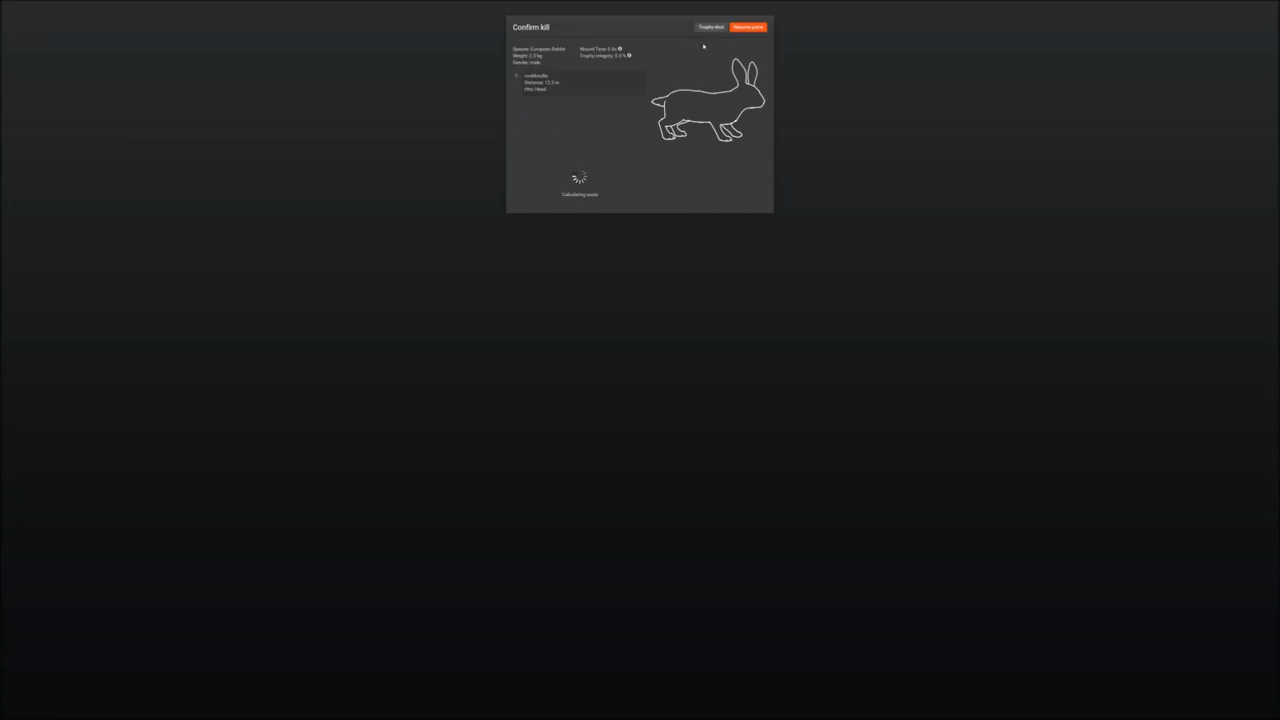 Confirm kill
Trophy shot
Resume game
Species: European Rabbit
Weight: 2.3 kg
Gender: male
Wound Time: 0.0s
Trophy Integrity: 0.0 %
Distance: 13.3 m
Hits: Head
Calculating score